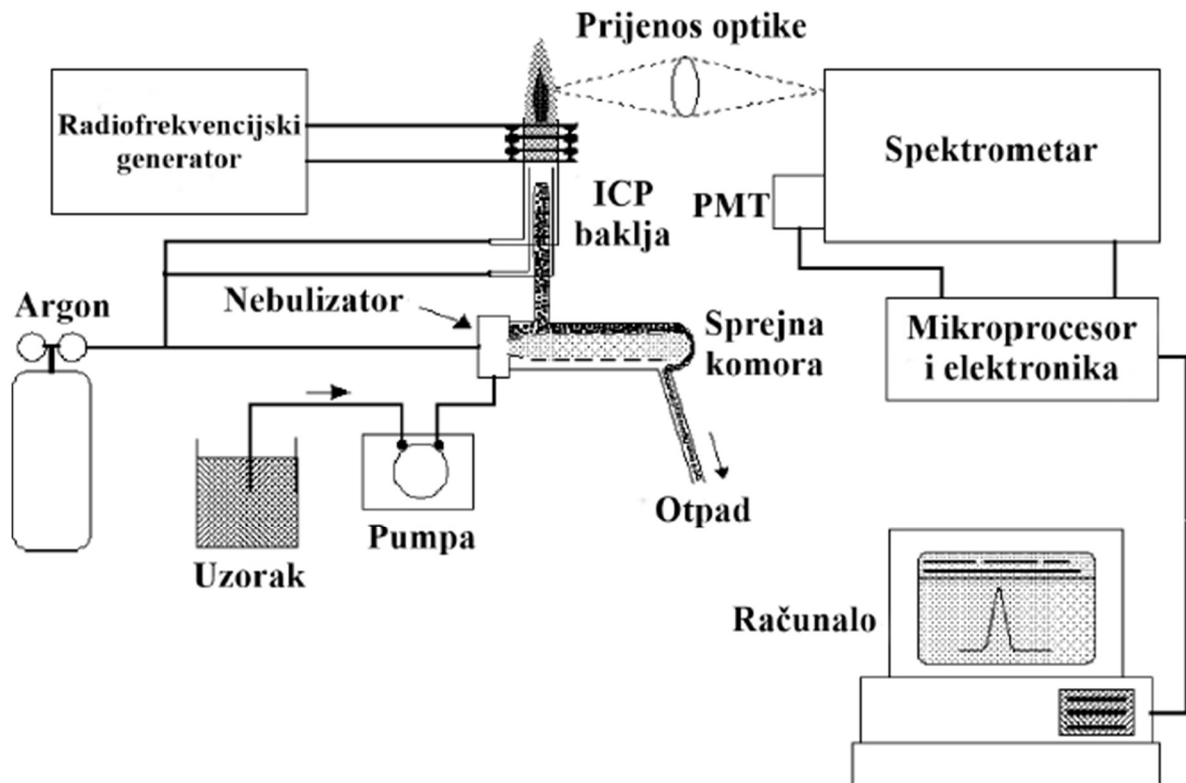 Prijenos optike
Radiofrekvencijski
generator
Spektrometar
ICP
baklja
PMT
Argon
Nebulizator
Sprejna
komora
Mikroprocesor
i elektronika
Uzorak
Pumpa
Otpad
Računalo